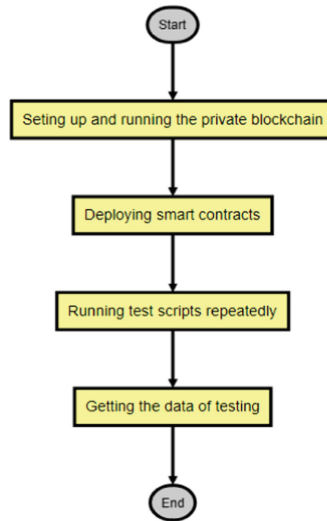 Start
Seting up and running the private blockchain
Deploying smart contracts
Running test scripts repeatedly
Getting the data of testing
End